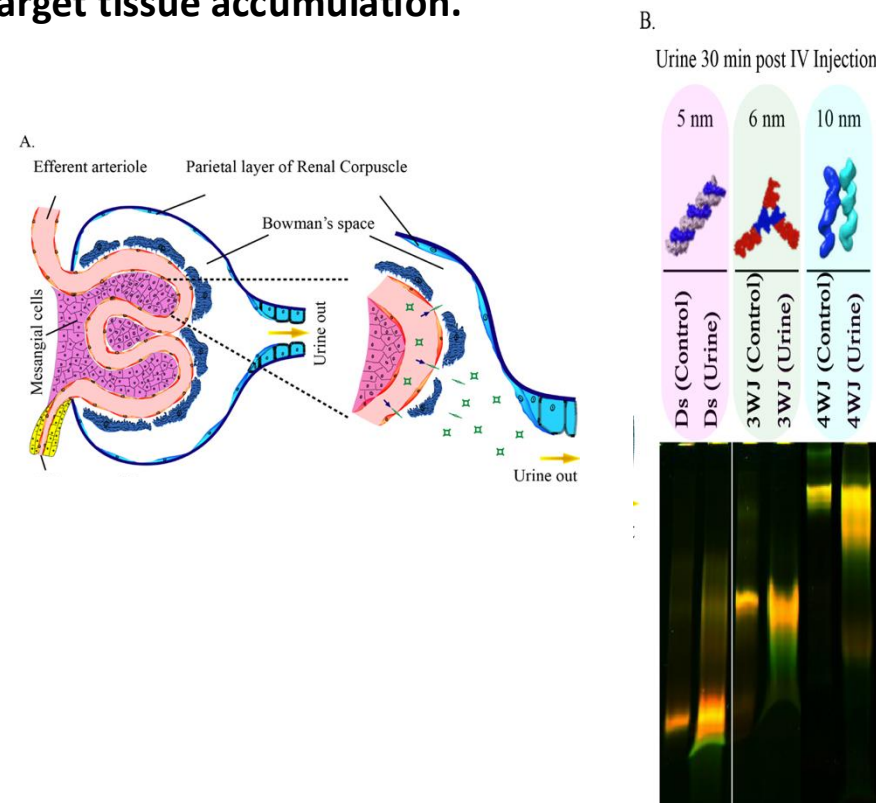 arget tissue accumulation.
A.
Efferent arteriole
Parietal layer of Renal Corpuscle
Bowman's space
Mesangial cells
Urine out
Urine out
B.
Urine 30 min post IV Injection
5 nm
6 nm
10 nm
Ds (Control)
Ds (Urine)
3WJ (Control)
3WJ (Urine)
4WJ (Control)
4WJ (Urine)